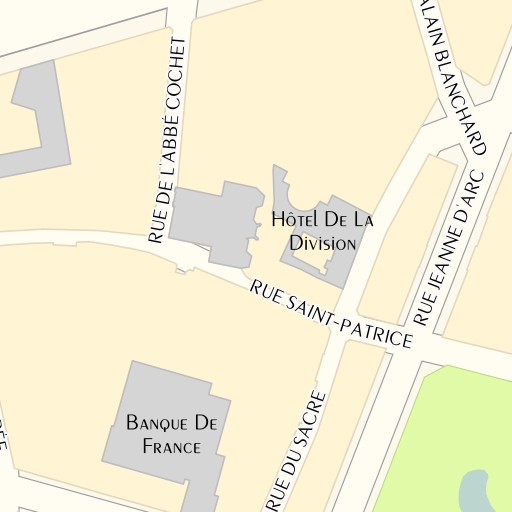 ALAIN BLANCHARD
RUE DE L'ABBÉ COCHET
Hôtel De La
Division
RUE JEANNE D'ARC
RUE SAINT-PATRICE
RUE DU SACRE
Banque De
France